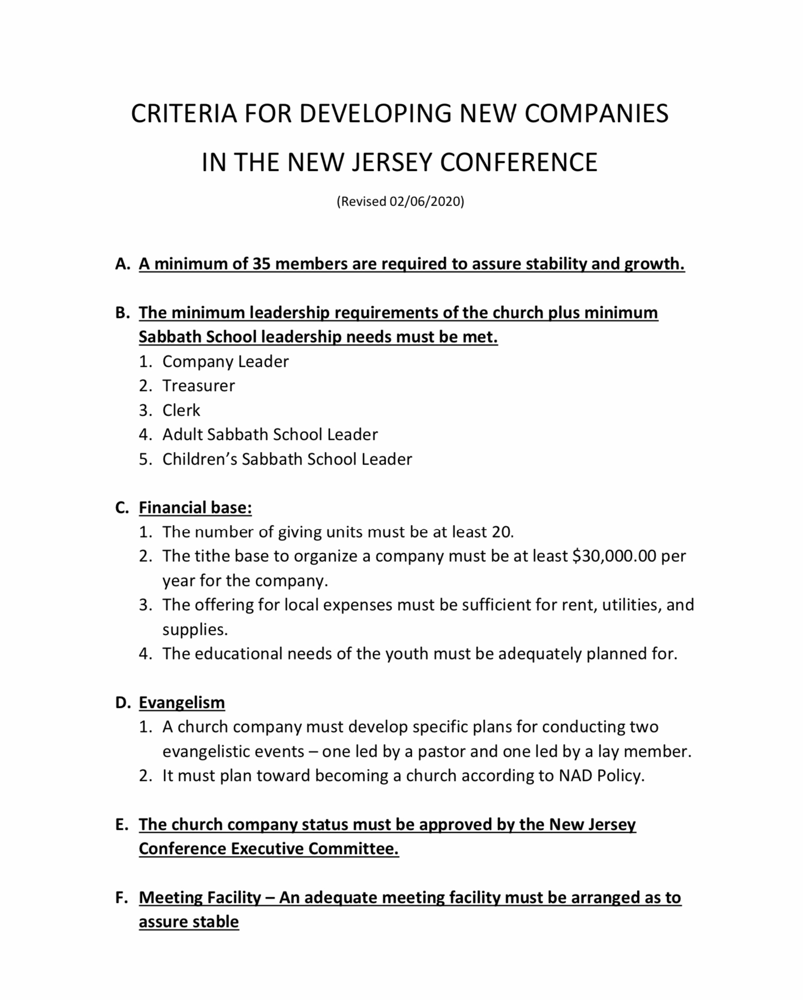 CRITERIA FOR DEVELOPING NEW COMPANIES
IN THE NEW JERSEY CONFERENCE
(Revised 02/06/2020)
A. A minimum of 35 members are required to assure stability and growth.
B. The minimum leadership requirements of the church plus minimum
Sabbath School leadership needs must be met.
1. Company Leader
2. Treasurer
3. Clerk
4. Adult Sabbath School Leader
5. Children’s Sabbath School Leader
C. Financial base:
1. The number of giving units must be at least 20.
2. The tithe base to organize a company must be at least $30,000.00 per
year for the company.
3. The offering for local expenses must be sufficient for rent, utilities, and
supplies.
4. The educational needs of the youth must be adequately planned for.
D. Evangelism
1. A church company must develop specific plans for conducting two
evangelistic events – one led by a pastor and one led by a lay member.
2. It must plan toward becoming a church according to NAD Policy.
E. The church company status must be approved by the New Jersey
Conference Executive Committee.
F. Meeting Facility – An adequate meeting facility must be arranged as to
assure stable